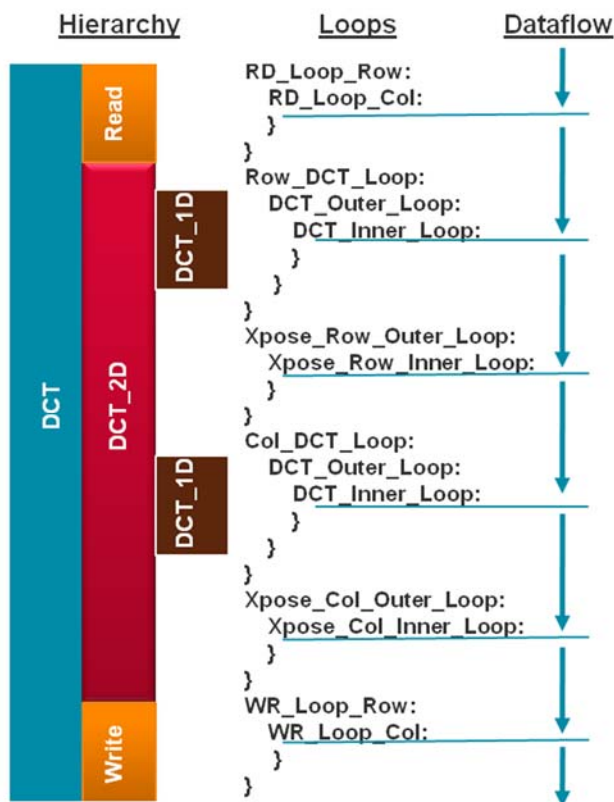 Hierarchy
Loops
Dataflow
DCT
Read
DCT_2D
Write
DCT_1D
DCT_1D
RD_Loop_Row:
RD_Loop_Col:
}
}
Row_DCT_Loop:
DCT_Outer_Loop:
DCT_Inner_Loop:
}
}
}
Xpose_Row_Outer_Loop:
Xpose_Row_Inner_Loop:
}
}
Col_DCT_Loop:
DCT_Outer_Loop:
DCT_Inner_Loop:
}
}
}
Xpose_Col_Outer_Loop:
Xpose_Col_Inner_Loop:
}
}
WR_Loop_Row:
WR_Loop_Col:
}
}